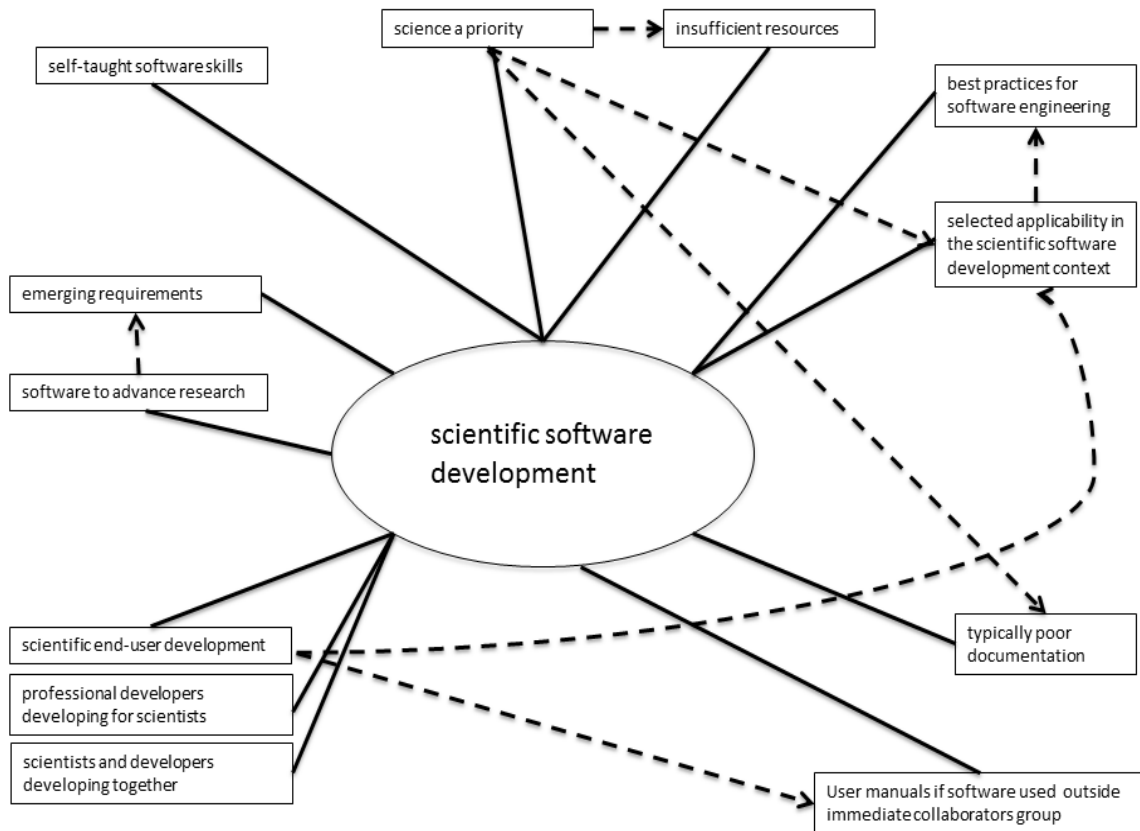 science a priority
insufficient resources
self-taught software skills
best practices for
software engineering
selected applicability in
the scientific software
development context
emerging requirements
software to advance research
scientific software
development
scientific end-user development
typically poor
documentation
professional developers
developing for scientists
scientists and developers
developing together
User manuals if software used outside
immediate collaborators group